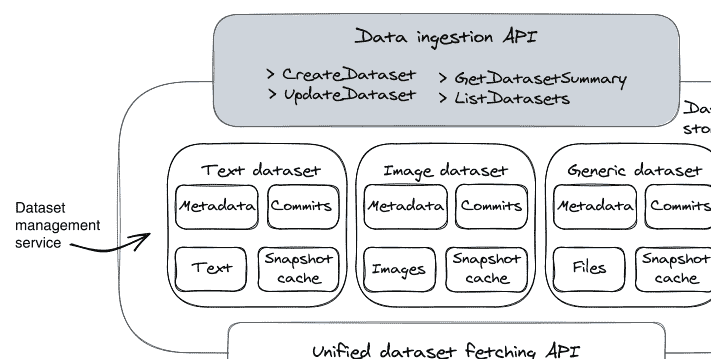 Data ingestion API
> CreateDataset > GetDatasetSummary
> UpdateDataset > ListDatasets
Text dataset
Metadata Commits
Text Snapshot
cache
Image dataset
Metadata Commits
Images Snapshot
cache
Generic dataset
Metadata Commits
Files Snapshot
cache
Dataset
management
service
Unified dataset fetching API